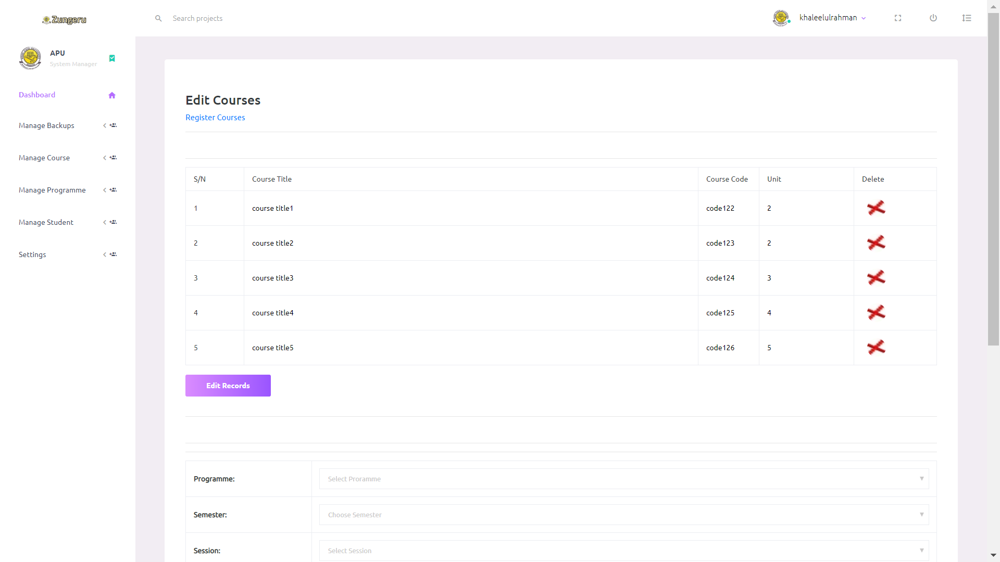 Zungeru
Search projects
khaleelulrahman
APU
System Manager
Dashboard
Manage Backups
Manage Course
Manage Programme
Manage Student
Settings
Edit Courses
Register Courses
S/N Course Title Course Code Unit Delete
1 course title1 code122 2
2 course title2 code123 2
3 course title3 code124 3
4 course title4 code125 4
5 course title5 code126 5
Edit Records
Programme: Select Proramme
Semester: Choose Semester
Session: Select Session